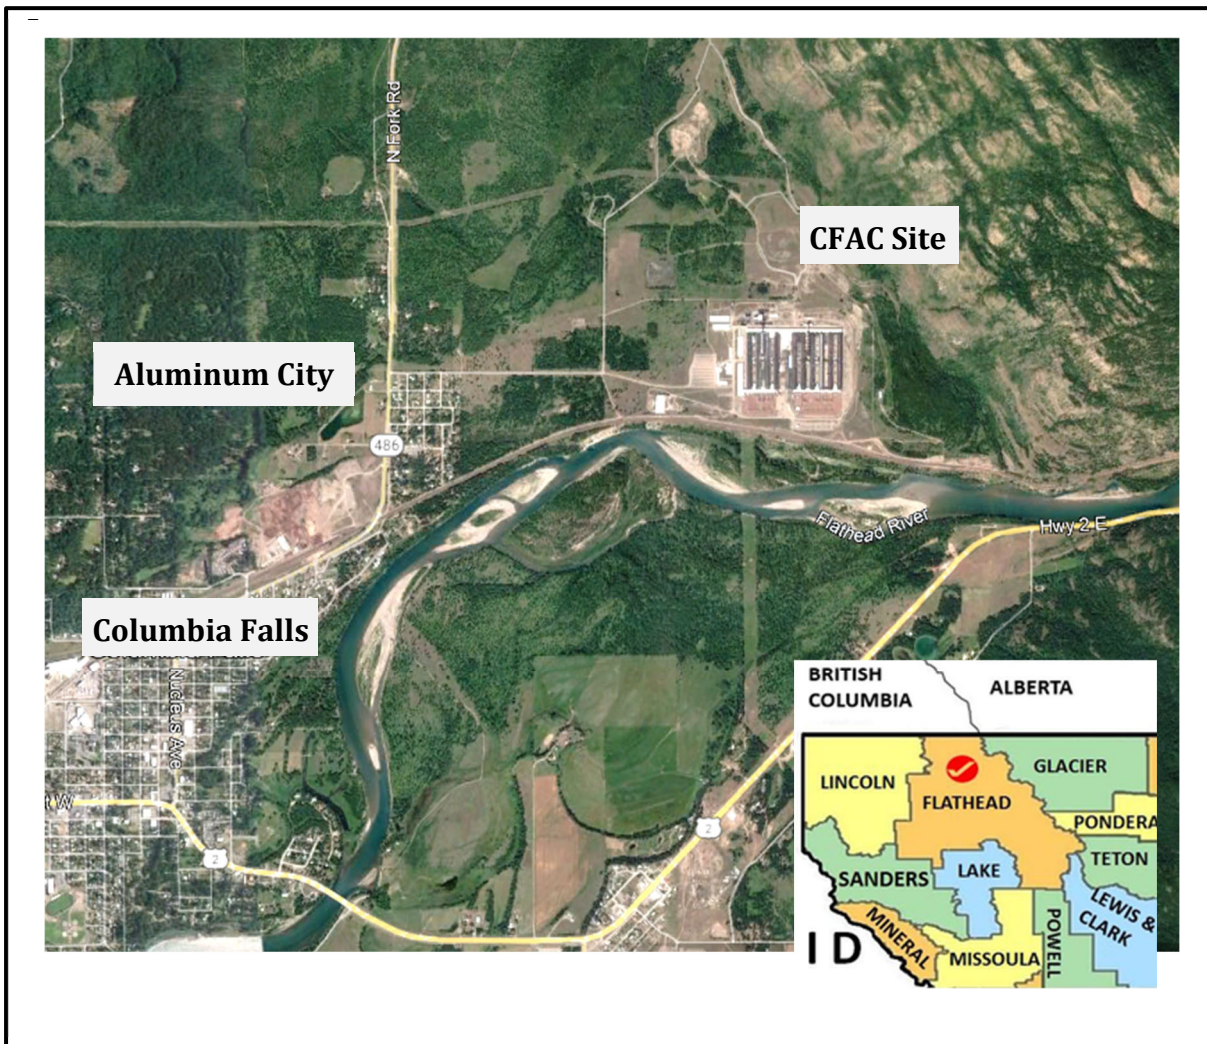 N Fork Rd
CFAC Site
Aluminum City
486
Flathead River
Hwy 2 E
Columbia Falls
Nucleus Ave
t W
2
2
BRITISH
COLUMBIA
ALBERTA
LINCOLN
FLATHEAD
GLACIER
PONDERA
TETON
SANDERS
LAKE
LEWIS &
CLARK
MINERAL
MISSOULA
POWELL
I D